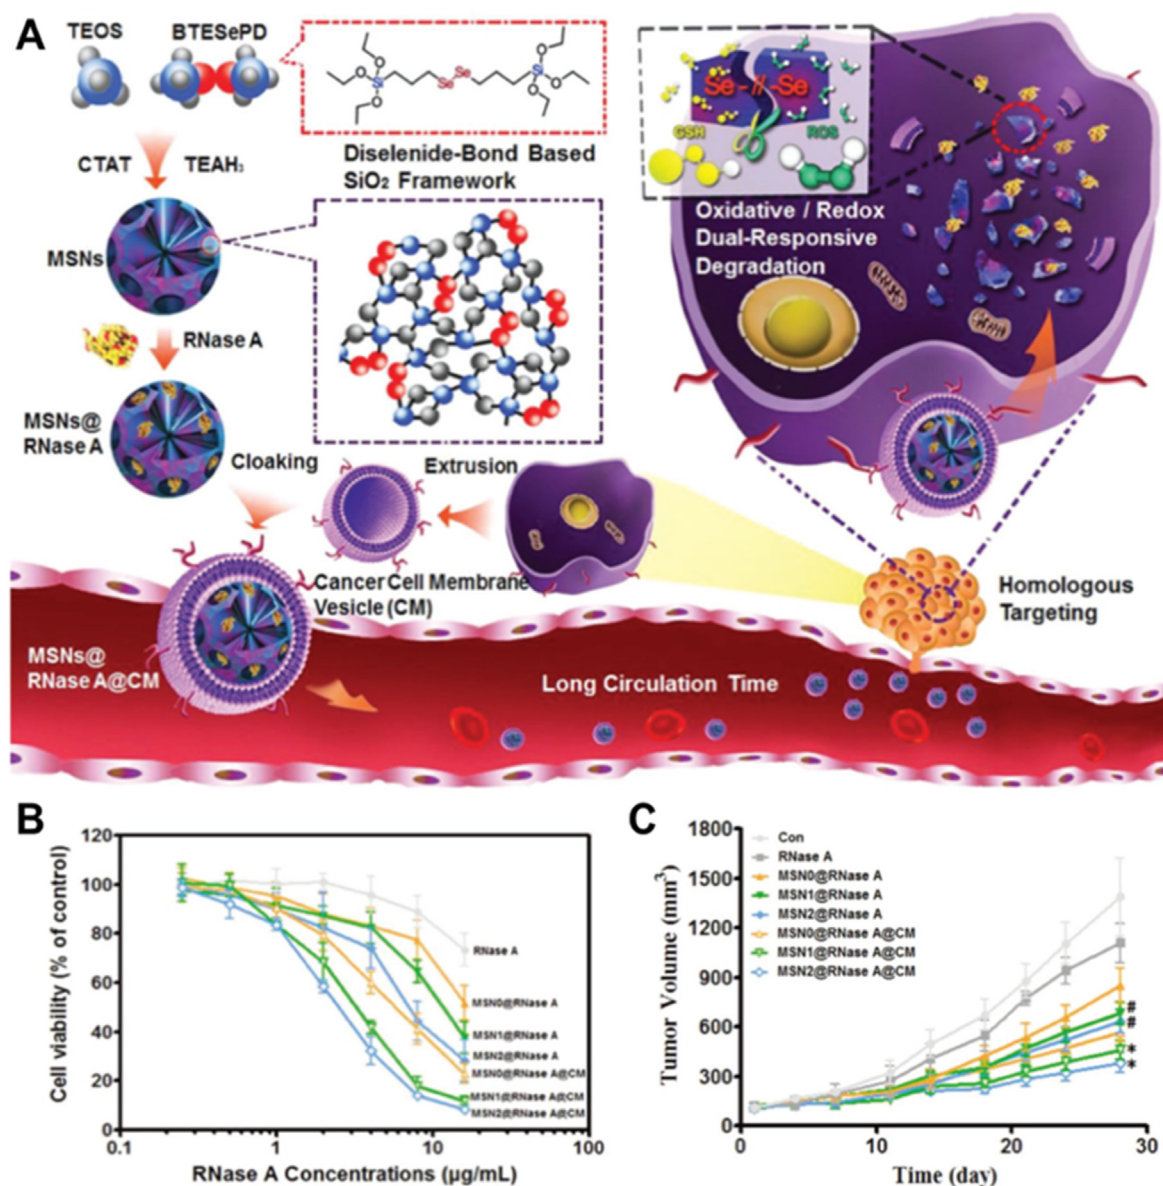 A
TEOS
BTESePD
O
O
O
Si
Se
Se
Si
O
O
O
CTAT
TEAH₃
Diselenide-Bond Based
SiO₂ Framework
MSNs
RNase A
MSNs@
RNase A
Cloaking
Extrusion
Cancer Cell Membrane
Vesicle (CM)
MSNs@
RNase A@CM
Long Circulation Time
Homologous
Targeting
Se-//-Se
GSH
ROS
Oxidative / Redox
Dual-Responsive
Degradation
B
Cell viability (% of control)
120
100
80
60
40
20
0
0.1
1
10
100
RNase A Concentrations (μg/mL)
RNase A
MSN0@RNase A
MSN1@RNase A
MSN2@RNase A
MSN0@RNase A@CM
MSN1@RNase A@CM
MSN2@RNase A@CM
C
Tumor Volume (mm³)
1800
1500
1200
900
600
300
0
0
10
20
30
Time (day)
Con
RNase A
MSN0@RNase A
MSN1@RNase A
MSN2@RNase A
MSN0@RNase A@CM
MSN1@RNase A@CM
MSN2@RNase A@CM
#
#
*
*